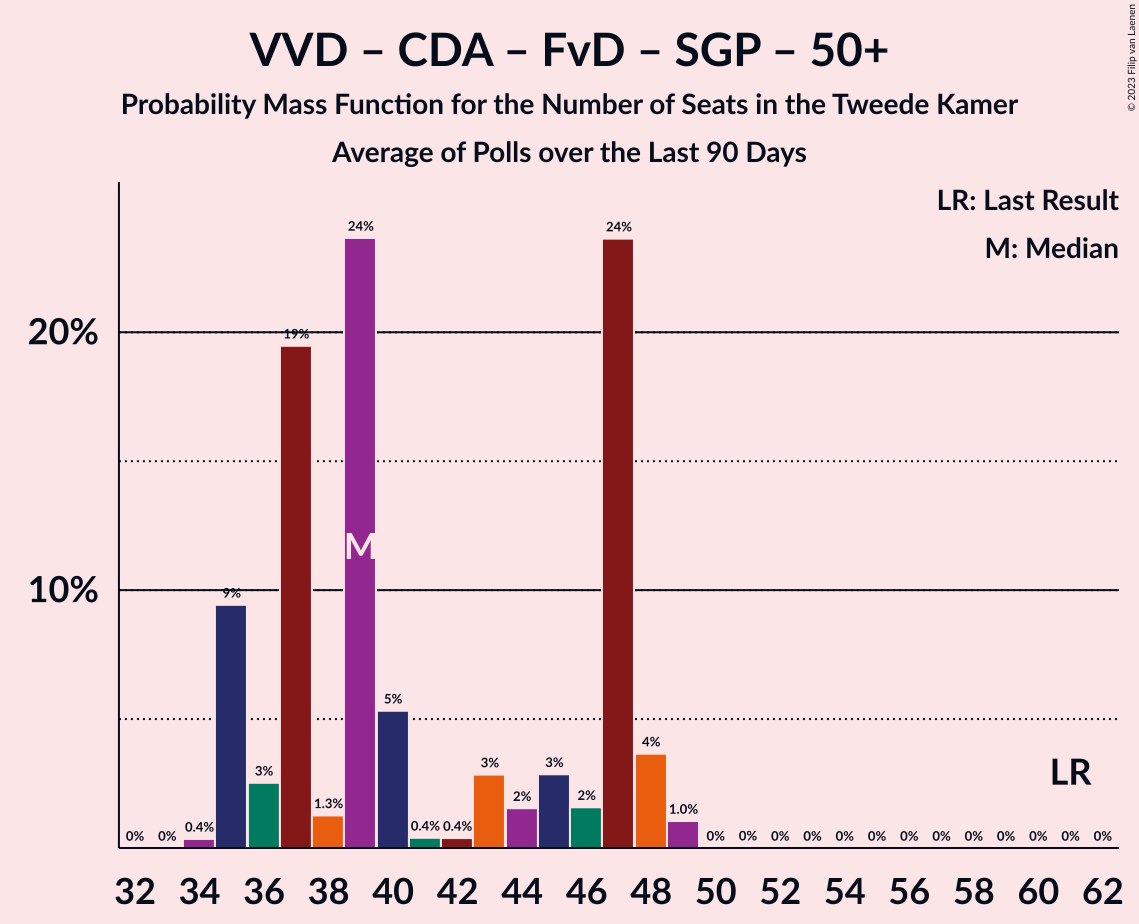 VVD – CDA – FvD – SGP – 50+
Probability Mass Function for the Number of Seats in the Tweede Kamer
Average of Polls over the Last 90 Days
© 2023 Filip van Laenen
LR: Last Result
M: Median
20%
10%
0% 0% 0.4% 9% 3% 19% 1.3% 24% 5% 0.4% 0.4% 3% 2% 3% 2% 24% 4% 1.0% 0% 0% 0% 0% 0% 0% 0% 0% 0% 0% 0% 0% 0%
M
LR
32 34 36 38 40 42 44 46 48 50 52 54 56 58 60 62